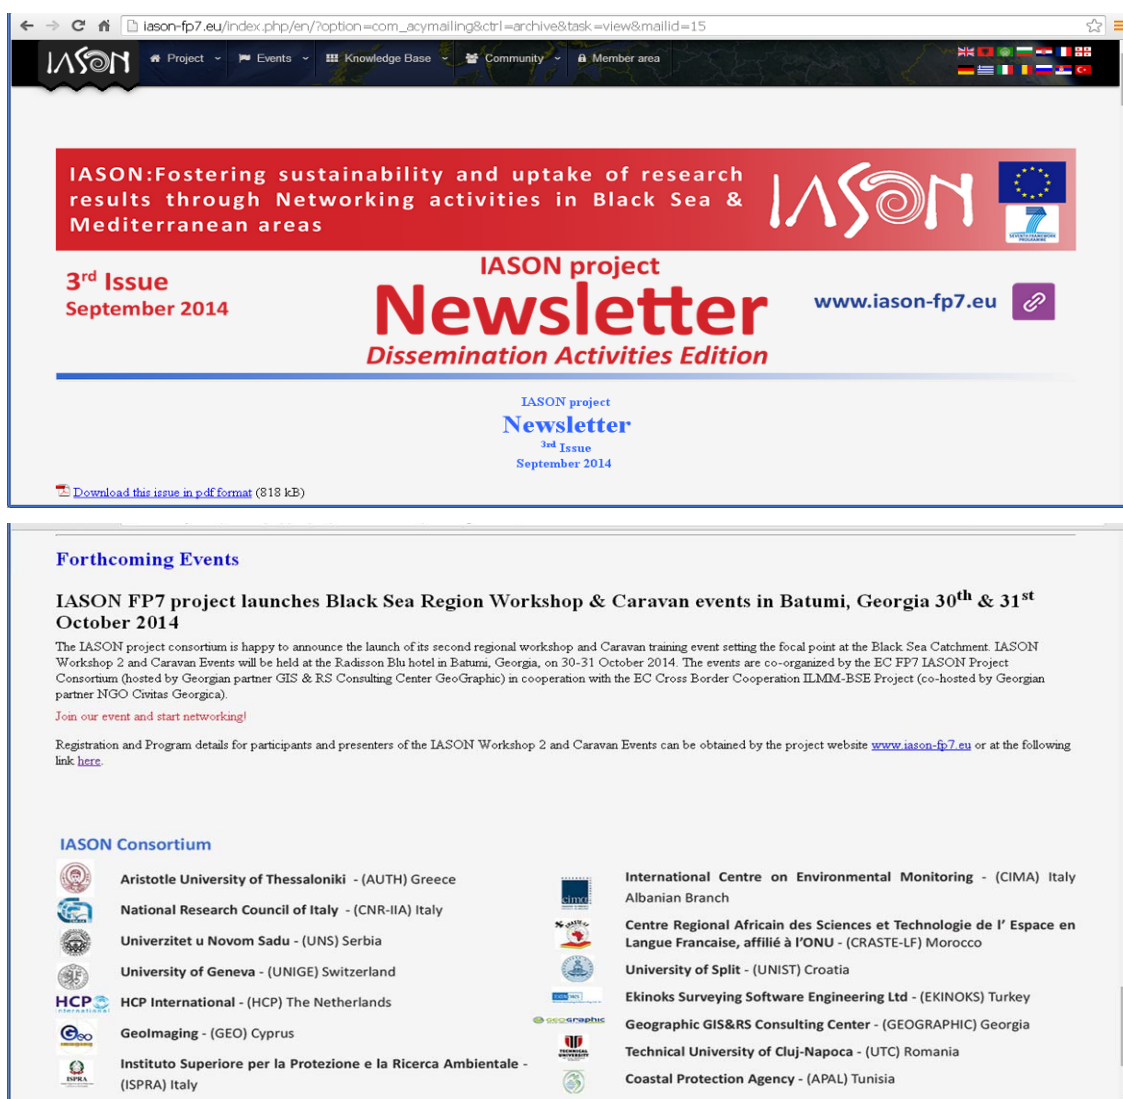 iason-fp7.eu/index.php/en/?option=com_acymailing&ctrl=archive&task=view&mailid=15
IASON
Project
Events
Knowledge Base
Community
Member area
IASON:Fostering sustainability and uptake of research
results through Networking activities in Black Sea &
Mediterranean areas
IASON
7
SEVENTH FRAMEWORK
PROGRAMME
3rd Issue
September 2014
IASON project
Newsletter
Dissemination Activities Edition
www.iason-fp7.eu
IASON project
Newsletter
3rd Issue
September 2014
Download this issue in pdf format (818 kB)
Forthcoming Events
IASON FP7 project launches Black Sea Region Workshop & Caravan events in Batumi, Georgia 30th & 31st
October 2014
The IASON project consortium is happy to announce the launch of its second regional workshop and Caravan training event setting the focal point at the Black Sea Catchment. IASON
Workshop 2 and Caravan Events will be held at the Radisson Blu hotel in Batumi, Georgia, on 30-31 October 2014. The events are co-organized by the EC FP7 IASON Project
Consortium (hosted by Georgian partner GIS & RS Consulting Center GeoGraphic) in cooperation with the EC Cross Border Cooperation ILMM-BSE Project (co-hosted by Georgian
partner NGO Civitas Georgica).
Join our event and start networking!
Registration and Program details for participants and presenters of the IASON Workshop 2 and Caravan Events can be obtained by the project website www.iason-fp7.eu or at the following
link here.
IASON Consortium
Aristotle University of Thessaloniki - (AUTH) Greece
National Research Council of Italy - (CNR-IIA) Italy
Univerzitet u Novom Sadu - (UNS) Serbia
University of Geneva - (UNIGE) Switzerland
HCP
international
HCP International - (HCP) The Netherlands
Geo
GeoImaging - (GEO) Cyprus
ISPRA
Instituto Superiore per la Protezione e la Ricerca Ambientale -
(ISPRA) Italy
cima
International Centre on Environmental Monitoring - (CIMA) Italy
Albanian Branch
Centre Regional Africain des Sciences et Technologie de l' Espace en
Langue Francaise, affilié à l'ONU - (CRASTE-LF) Morocco
University of Split - (UNIST) Croatia
Ekinoks Surveying Software Engineering Ltd - (EKINOKS) Turkey
geographic
Geographic GIS&RS Consulting Center - (GEOGRAPHIC) Georgia
TECHNICAL
UNIVERSITY
Technical University of Cluj-Napoca - (UTC) Romania
Coastal Protection Agency - (APAL) Tunisia